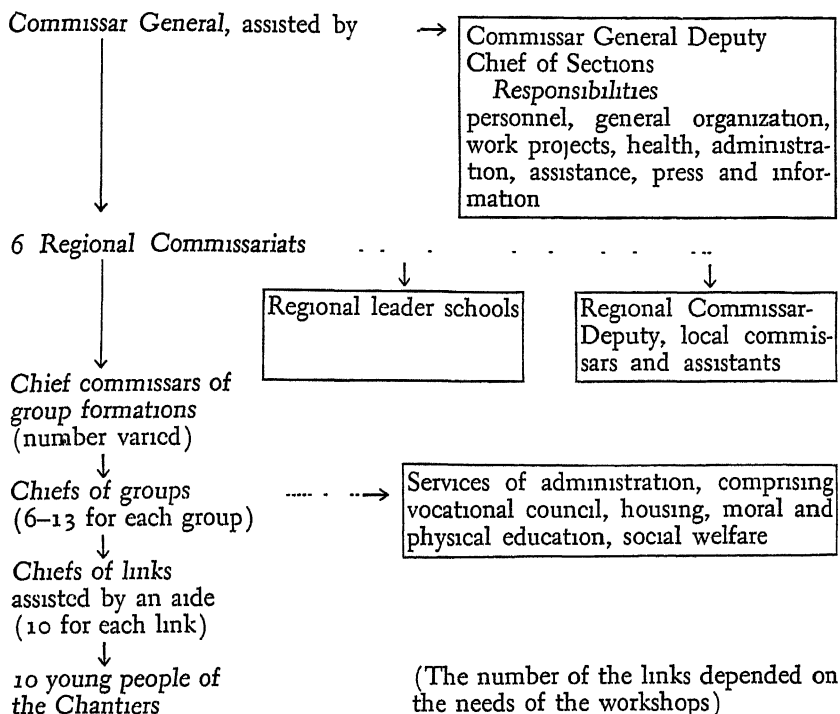 Commissar General, assisted by
Commissar General Deputy
Chief of Sections
Responsibilities
personnel, general organization,
work projects, health, administra-
tion, assistance, press and infor-
mation
6 Regional Commissariats
Regional leader schools
Regional Commissar-
Deputy, local commis-
sars and assistants
Chief commissars of
group formations
(number varied)
Chiefs of groups
(6–13 for each group)
Services of administration, comprising
vocational council, housing, moral and
physical education, social welfare
Chiefs of links
assisted by an aide
(10 for each link)
10 young people of
the Chantiers
(The number of the links depended on
the needs of the workshops)